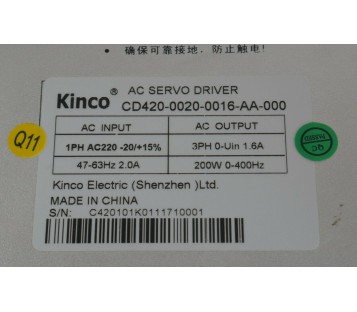 • 确保可靠接地，防止触电!
Kinco® AC SERVO DRIVER
CD420-0020-0016-AA-000
AC INPUT AC OUTPUT
1PH AC220 -20/+15% 3PH 0-Uin 1.6A
47-63Hz 2.0A 200W 0-400Hz
Kinco Electric (Shenzhen )Ltd.
MADE IN CHINA
S/N: C420101K0111710001
Q11
QC